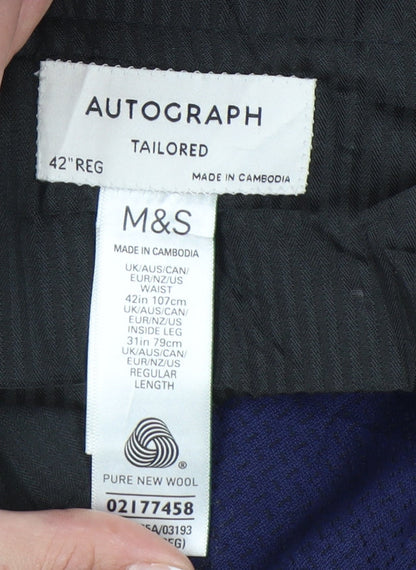 AUTOGRAPH
TAILORED
42" REG MADE IN CAMBODIA
M&S
MADE IN CAMBODIA
UK/AUS/CAN/
EUR/NZ/US
WAIST
42in 107cm
UK/AUS/CAN/
EUR/NZ/US
INSIDE LEG
31in 79cm
UK/AUS/CAN/
EUR/NZ/US
REGULAR
LENGTH
®
PURE NEW WOOL
02177458
5A/03193